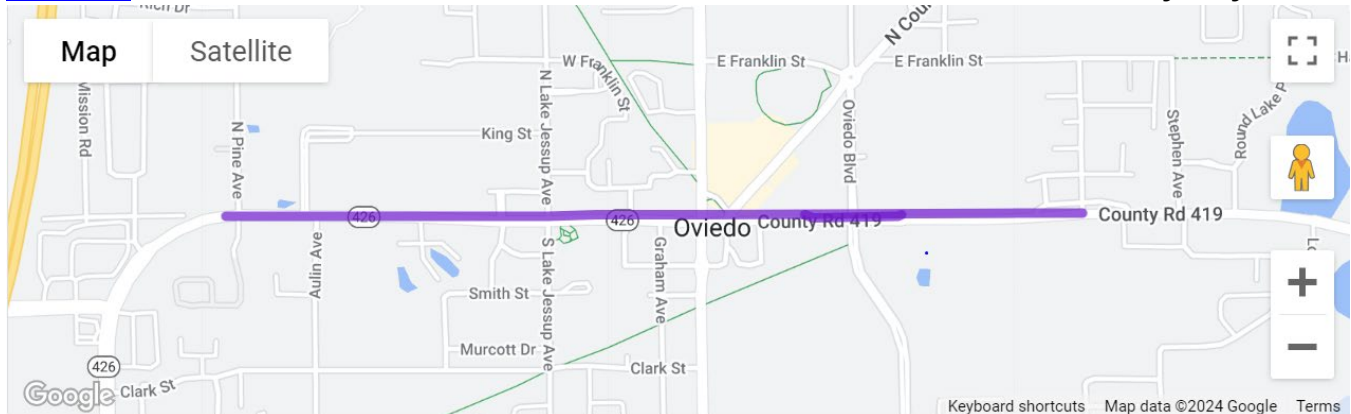 Rich Dr
N Cou
Map
Satellite
W Franklin St
E Franklin St
E Franklin St
Mission Rd
N Pine Ave
N Lake Jessup Ave
King St
Oviedo Blvd
Stephen Ave
Round Lake
426
426
Oviedo
County Rd 419
County Rd 419
Aulin Ave
S Lake Jessup Ave
Graham Ave
Smith St
Murcott Dr
426
Clark St
Clark St
Google
Keyboard shortcuts
Map data ©2024 Google
Terms